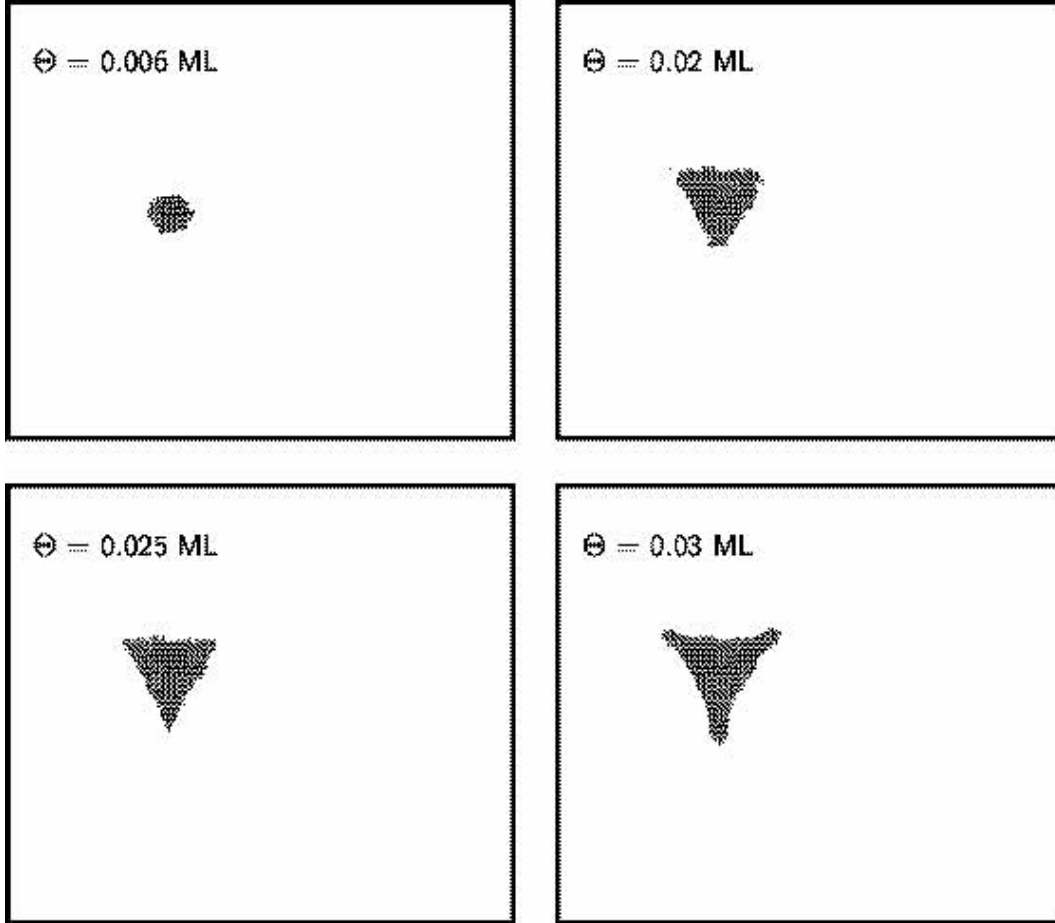 Θ = 0.006 ML
Θ = 0.02 ML
Θ = 0.025 ML
Θ = 0.03 ML